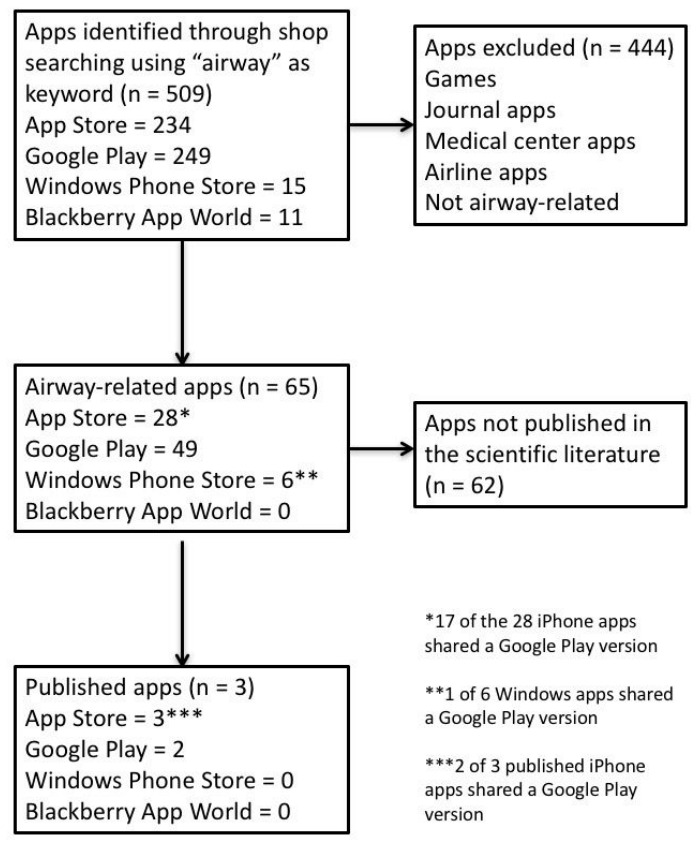 Apps identified through shop
searching using “airway” as
keyword (n = 509)
App Store = 234
Google Play = 249
Windows Phone Store = 15
Blackberry App World = 11
Apps excluded (n = 444)
Games
Journal apps
Medical center apps
Airline apps
Not airway-related
Airway-related apps (n = 65)
App Store = 28*
Google Play = 49
Windows Phone Store = 6**
Blackberry App World = 0
Apps not published in
the scientific literature
(n = 62)
Published apps (n = 3)
App Store = 3***
Google Play = 2
Windows Phone Store = 0
Blackberry App World = 0
*17 of the 28 iPhone apps
shared a Google Play version
**1 of 6 Windows apps shared
a Google Play version
***2 of 3 published iPhone
apps shared a Google Play
version